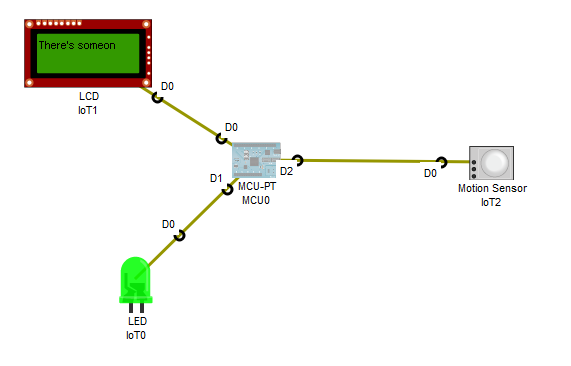 There's someon
D0
LCD
IoT1
D0
MCU-PT
MCU0
D1
D2
D0
Motion Sensor
IoT2
D0
LED
IoT0